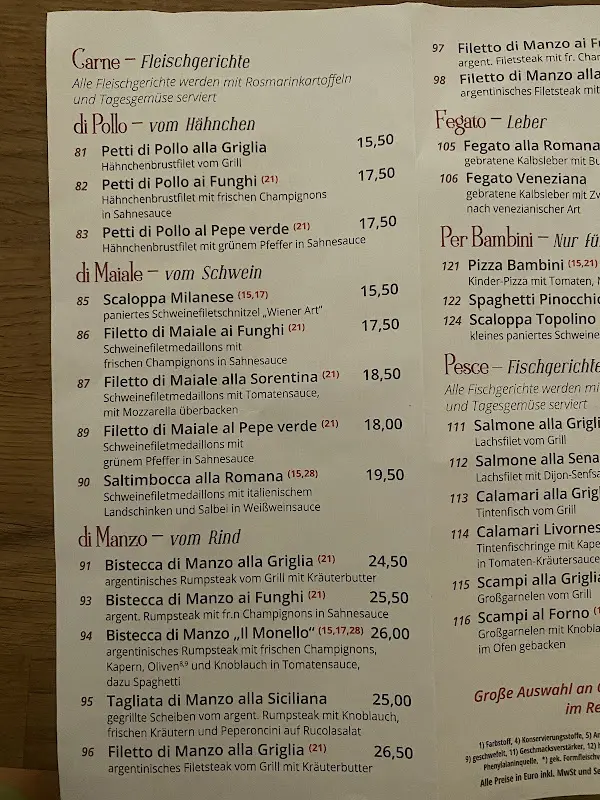 Carne – Fleischgerichte
Alle Fleischgerichte werden mit Rosmarinkartoffeln
und Tagesgemüse serviert
di Pollo – vom Hähnchen
81 Petti di Pollo alla Griglia 15,50
Hähnchenbrustfilet vom Grill
82 Petti di Pollo ai Funghi (21) 17,50
Hähnchenbrustfilet mit frischen Champignons
in Sahnesauce
83 Petti di Pollo al Pepe verde (21) 17,50
Hähnchenbrustfilet mit grünem Pfeffer in Sahnesauce
di Maiale – vom Schwein
85 Scaloppa Milanese (15,17) 15,50
paniertes Schweinefiletschnitzel „Wiener Art"
86 Filetto di Maiale ai Funghi (21) 17,50
Schweinefiletmedaillons mit
frischen Champignons in Sahnesauce
87 Filetto di Maiale alla Sorentina (21) 18,50
Schweinefiletmedaillons mit Tomatensauce,
mit Mozzarella überbacken
89 Filetto di Maiale al Pepe verde (21) 18,00
Schweinefiletmedaillons mit
grünem Pfeffer in Sahnesauce
90 Saltimbocca alla Romana (15,28) 19,50
Schweinefiletmedaillons mit italienischem
Landschinken und Salbei in Weißweinsauce
di Manzo – vom Rind
91 Bistecca di Manzo alla Griglia (21) 24,50
argentinisches Rumpsteak vom Grill mit Kräuterbutter
93 Bistecca di Manzo ai Funghi (21) 25,50
argent. Rumpsteak mit fr.n Champignons in Sahnesauce
94 Bistecca di Manzo „Il Monello" (15,17,28) 26,00
argentinisches Rumpsteak mit frischen Champignons,
Kapern, Oliven6,9 und Knoblauch in Tomatensauce,
dazu Spaghetti
95 Tagliata di Manzo alla Siciliana 25,00
gegrillte Scheiben vom argent. Rumpsteak mit Knoblauch,
frischen Kräutern und Peperoncini auf Rucolasalat
96 Filetto di Manzo alla Griglia (21) 26,50
argentinisches Filetsteak vom Grill mit Kräuterbutter
97 Filetto di Manzo ai
argent. Filetsteak mit fr.
98 Filetto di Manzo alla
argentinisches Filetsteak mit
Fegato – Leber
105 Fegato alla Romana
gebratene Kalbsleber mit
106 Fegato Veneziana
gebratene Kalbsleber mit
nach venezianischer Art
Per Bambini – Nur
121 Pizza Bambini (15,21)
Kinder-Pizza mit Tomaten,
122 Spaghetti Pinocchio
124 Scaloppa Topolino
kleines paniertes
Pesce – Fischgerichte
Alle Fischgerichte werden
und Tagesgemüse serviert
111 Salmone alla
Lachsfilet vom Grill
112 Salmone alla
Lachsfilet mit
113 Calamari alla
Tintenfisch vom Grill
114 Calamari
Tintenfischringe mit
in Tomaten-Kräutersauce
115 Scampi alla
Großgarnelen vom Grill
116 Scampi al Forno
Großgarnelen mit
im Ofen gebacken
Große Auswahl an
im
1) Farbstoff, 4) Konservierungsstoffe,
9) geschwefelt, 11) Geschmacksverstärker,
Phenylalaninquelle, *) gek.
Alle Preise in Euro inkl. MwSt und